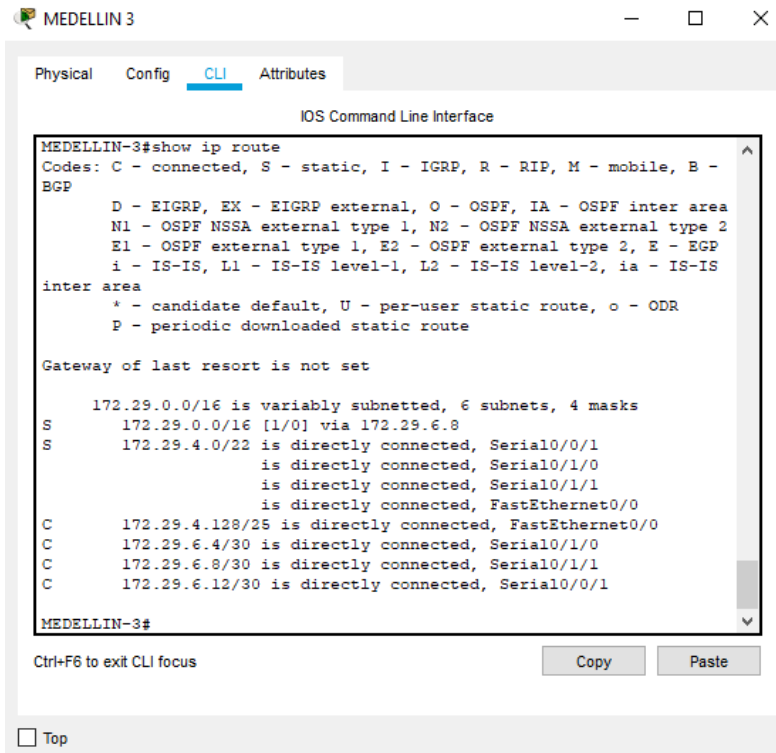 MEDELLIN 3
Physical Config CLI Attributes
IOS Command Line Interface
MEDELLIN-3#show ip route
Codes: C - connected, S - static, I - IGRP, R - RIP, M - mobile, B -
BGP
       D - EIGRP, EX - EIGRP external, O - OSPF, IA - OSPF inter area
       N1 - OSPF NSSA external type 1, N2 - OSPF NSSA external type 2
       E1 - OSPF external type 1, E2 - OSPF external type 2, E - EGP
       i - IS-IS, L1 - IS-IS level-1, L2 - IS-IS level-2, ia - IS-IS
inter area
       * - candidate default, U - per-user static route, o - ODR
       P - periodic downloaded static route
Gateway of last resort is not set
     172.29.0.0/16 is variably subnetted, 6 subnets, 4 masks
S       172.29.0.0/16 [1/0] via 172.29.6.8
S       172.29.4.0/22 is directly connected, Serial0/0/1
                      is directly connected, Serial0/1/0
                      is directly connected, Serial0/1/1
                      is directly connected, FastEthernet0/0
C       172.29.4.128/25 is directly connected, FastEthernet0/0
C       172.29.6.4/30 is directly connected, Serial0/1/0
C       172.29.6.8/30 is directly connected, Serial0/1/1
C       172.29.6.12/30 is directly connected, Serial0/0/1
MEDELLIN-3#
Ctrl+F6 to exit CLI focus Copy Paste
Top